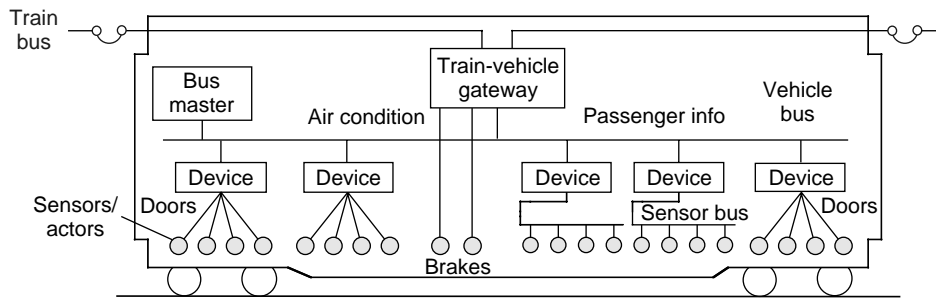 Train
bus
Train-vehicle
gateway
Bus
master
Air condition
Passenger info
Vehicle
bus
Device
Device
Device
Device
Device
Sensors/
actors
Doors
Sensor bus
Doors
Brakes